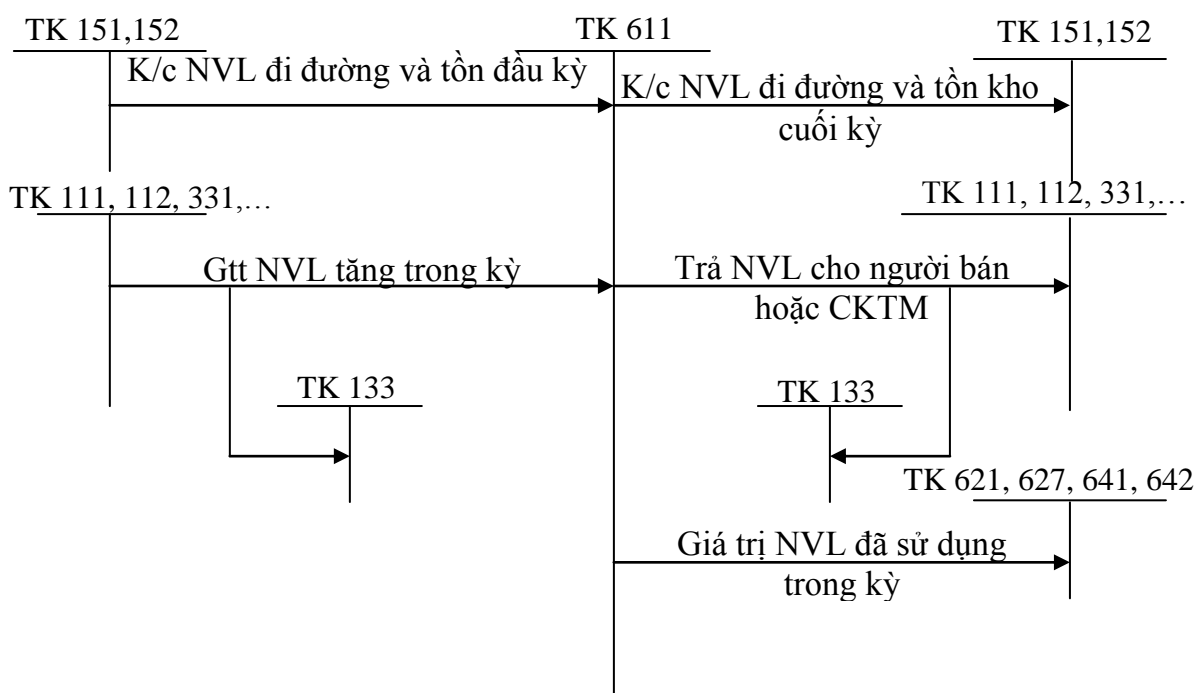 TK 151,152
TK 611
TK 151,152
K/c NVL đi đường và tồn đầu kỳ
K/c NVL đi đường và tồn kho
cuối kỳ
TK 111, 112, 331,…
TK 111, 112, 331,…
Gtt NVL tăng trong kỳ
Trả NVL cho người bán
hoặc CKTM
TK 133
TK 133
TK 621, 627, 641, 642
Giá trị NVL đã sử dụng
trong kỳ